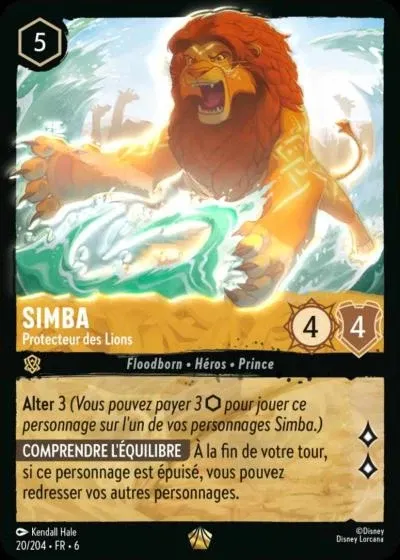 5
SIMBA
Protecteur des Lions
4
4
Floodborn • Héros • Prince
Alter 3 (Vous pouvez payer 3 ⬡ pour jouer ce
personnage sur l'un de vos personnages Simba.)
COMPRENDRE L'ÉQUILIBRE À la fin de votre tour,
si ce personnage est épuisé, vous pouvez
redresser vos autres personnages.
Kendall Hale
©Disney
20/204 • FR • 6
Disney Lorcana